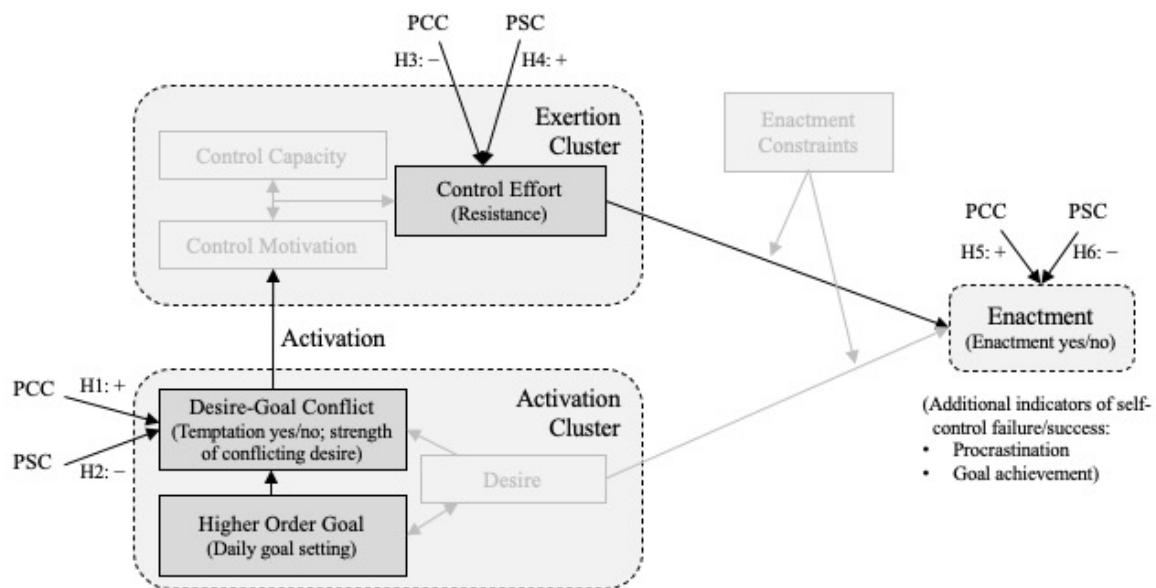 PCC PSC
H3: − H4: +
Exertion
Cluster
Control Capacity
Control Effort
(Resistance)
Control Motivation
Enactment
Constraints
PCC PSC
H5: + H6: −
Enactment
(Enactment yes/no)
Activation
PCC H1: +
PSC H2: −
Desire-Goal Conflict
(Temptation yes/no; strength
of conflicting desire)
Activation
Cluster
Desire
Higher Order Goal
(Daily goal setting)
(Additional indicators of self-
control failure/success:
• Procrastination
• Goal achievement)